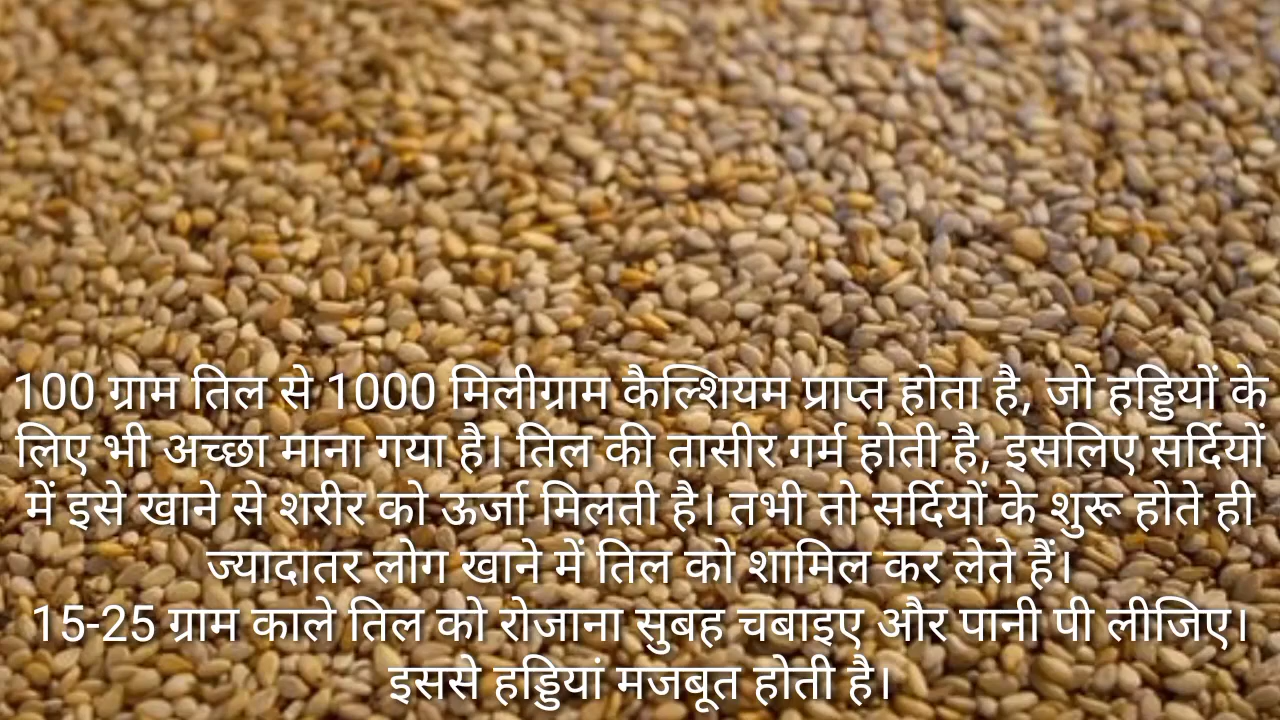 100 ग्राम तिल से 1000 मिलीग्राम कैल्शियम प्राप्त होता है, जो हड्डियों के
लिए भी अच्छा माना गया है। तिल की तासीर गर्म होती है, इसलिए सर्दियों
में इसे खाने से शरीर को ऊर्जा मिलती है। तभी तो सर्दियों के शुरू होते ही
ज्यादातर लोग खाने में तिल को शामिल कर लेते हैं।
15-25 ग्राम काले तिल को रोजाना सुबह चबाइए और पानी पी लीजिए।
इससे हड्डियां मजबूत होती है।